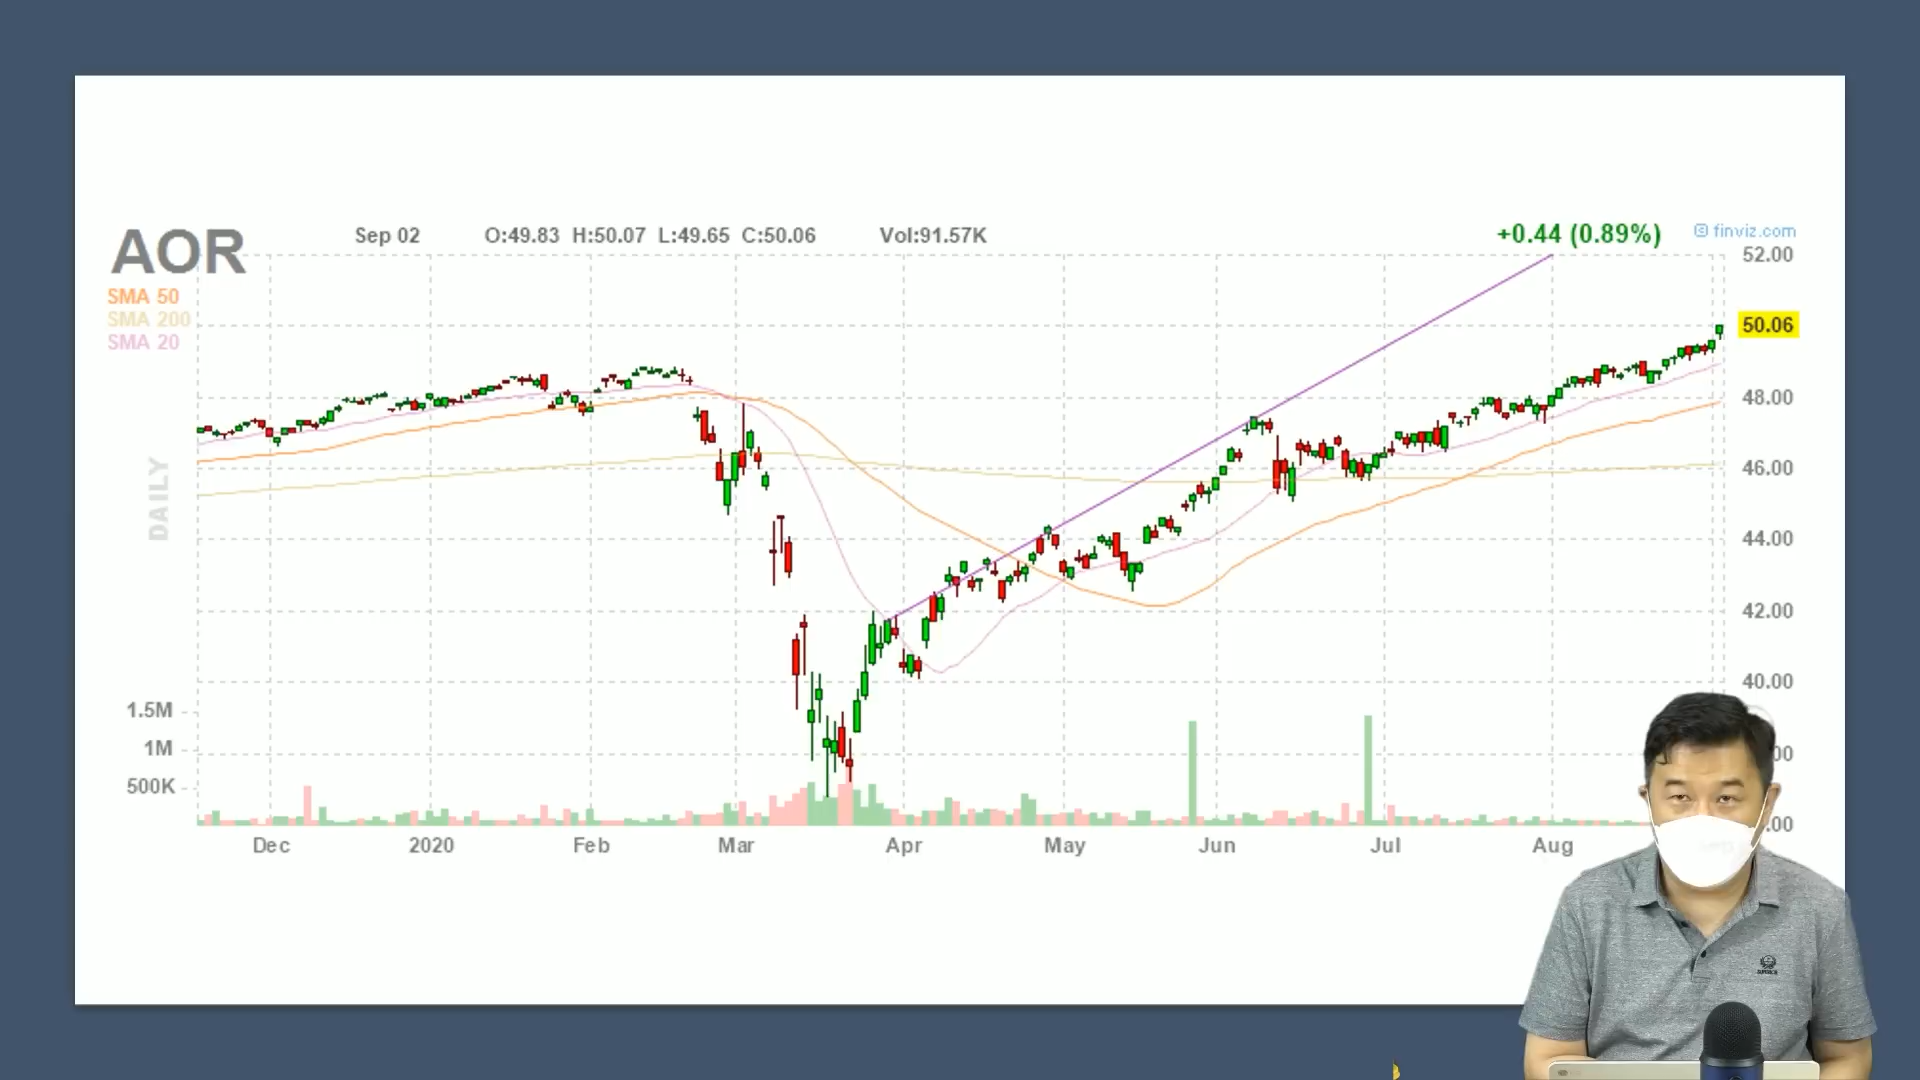 AOR
Sep 02 O:49.83 H:50.07 L:49.65 C:50.06 Vol:91.57K +0.44 (0.89%) © finviz.com
SMA 50
SMA 200
SMA 20
DAILY
52.00
50.06
48.00
46.00
44.00
42.00
40.00
1.5M
1M
500K
Dec 2020 Feb Mar Apr May Jun Jul Aug